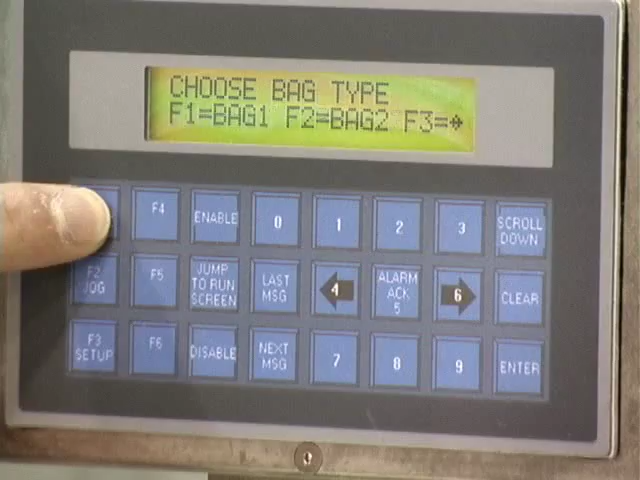 CHOOSE BAG TYPE
F1=BAG1 F2=BAG2 F3=→
F4
ENABLE
0
1
2
3
SCROLL
DOWN
F2
JOG
F5
JUMP
TO RUN
SCREEN
LAST
MSG
4
ALARM
ACK
5
6
CLEAR
F3
SETUP
F6
DISABLE
NEXT
MSG
7
8
9
ENTER